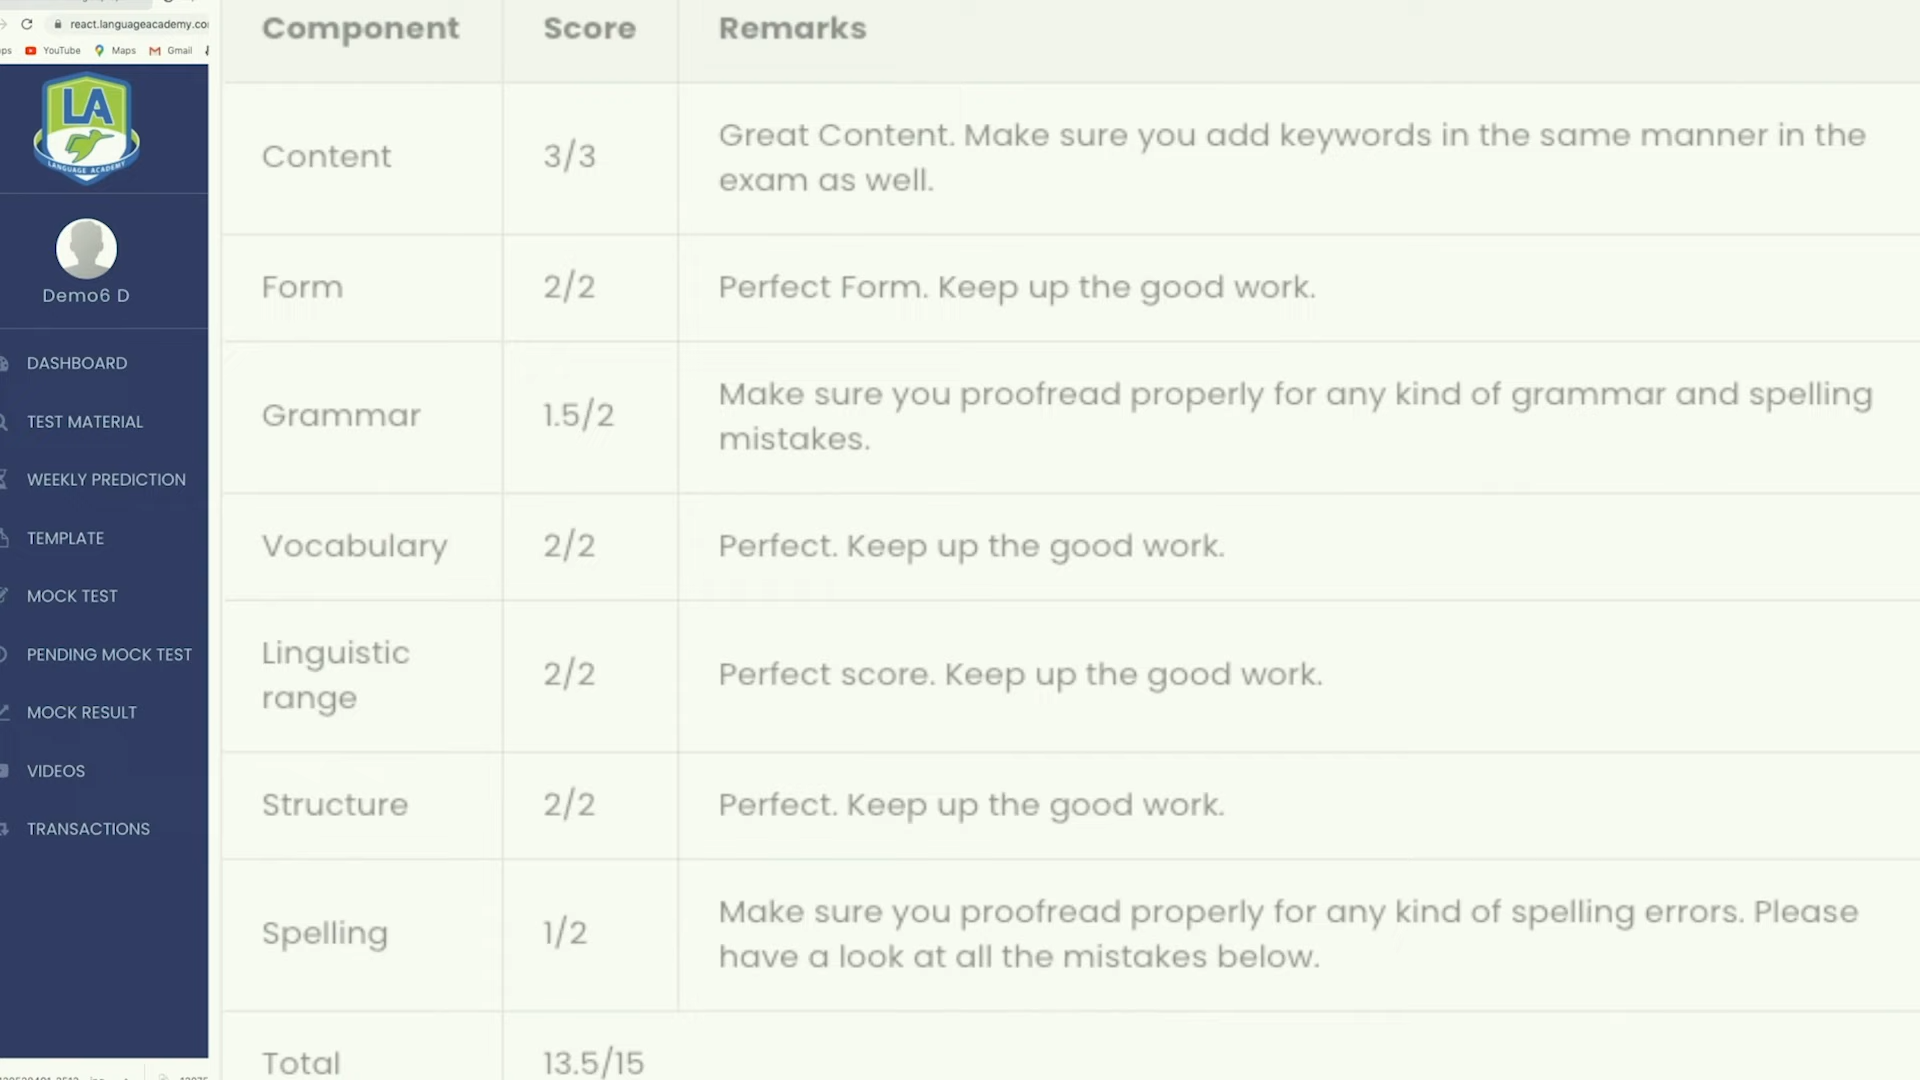 react.languageacademy.co
YouTube
Maps
Gmail
LA
LANGUAGE ACADEMY
Demo6 D
DASHBOARD
TEST MATERIAL
WEEKLY PREDICTION
TEMPLATE
MOCK TEST
PENDING MOCK TEST
MOCK RESULT
VIDEOS
TRANSACTIONS
Component Score Remarks
Content 3/3 Great Content. Make sure you add keywords in the same manner in the
exam as well.
Form 2/2 Perfect Form. Keep up the good work.
Grammar 1.5/2 Make sure you proofread properly for any kind of grammar and spelling
mistakes.
Vocabulary 2/2 Perfect. Keep up the good work.
Linguistic
range 2/2 Perfect score. Keep up the good work.
Structure 2/2 Perfect. Keep up the good work.
Spelling 1/2 Make sure you proofread properly for any kind of spelling errors. Please
have a look at all the mistakes below.
Total 13.5/15